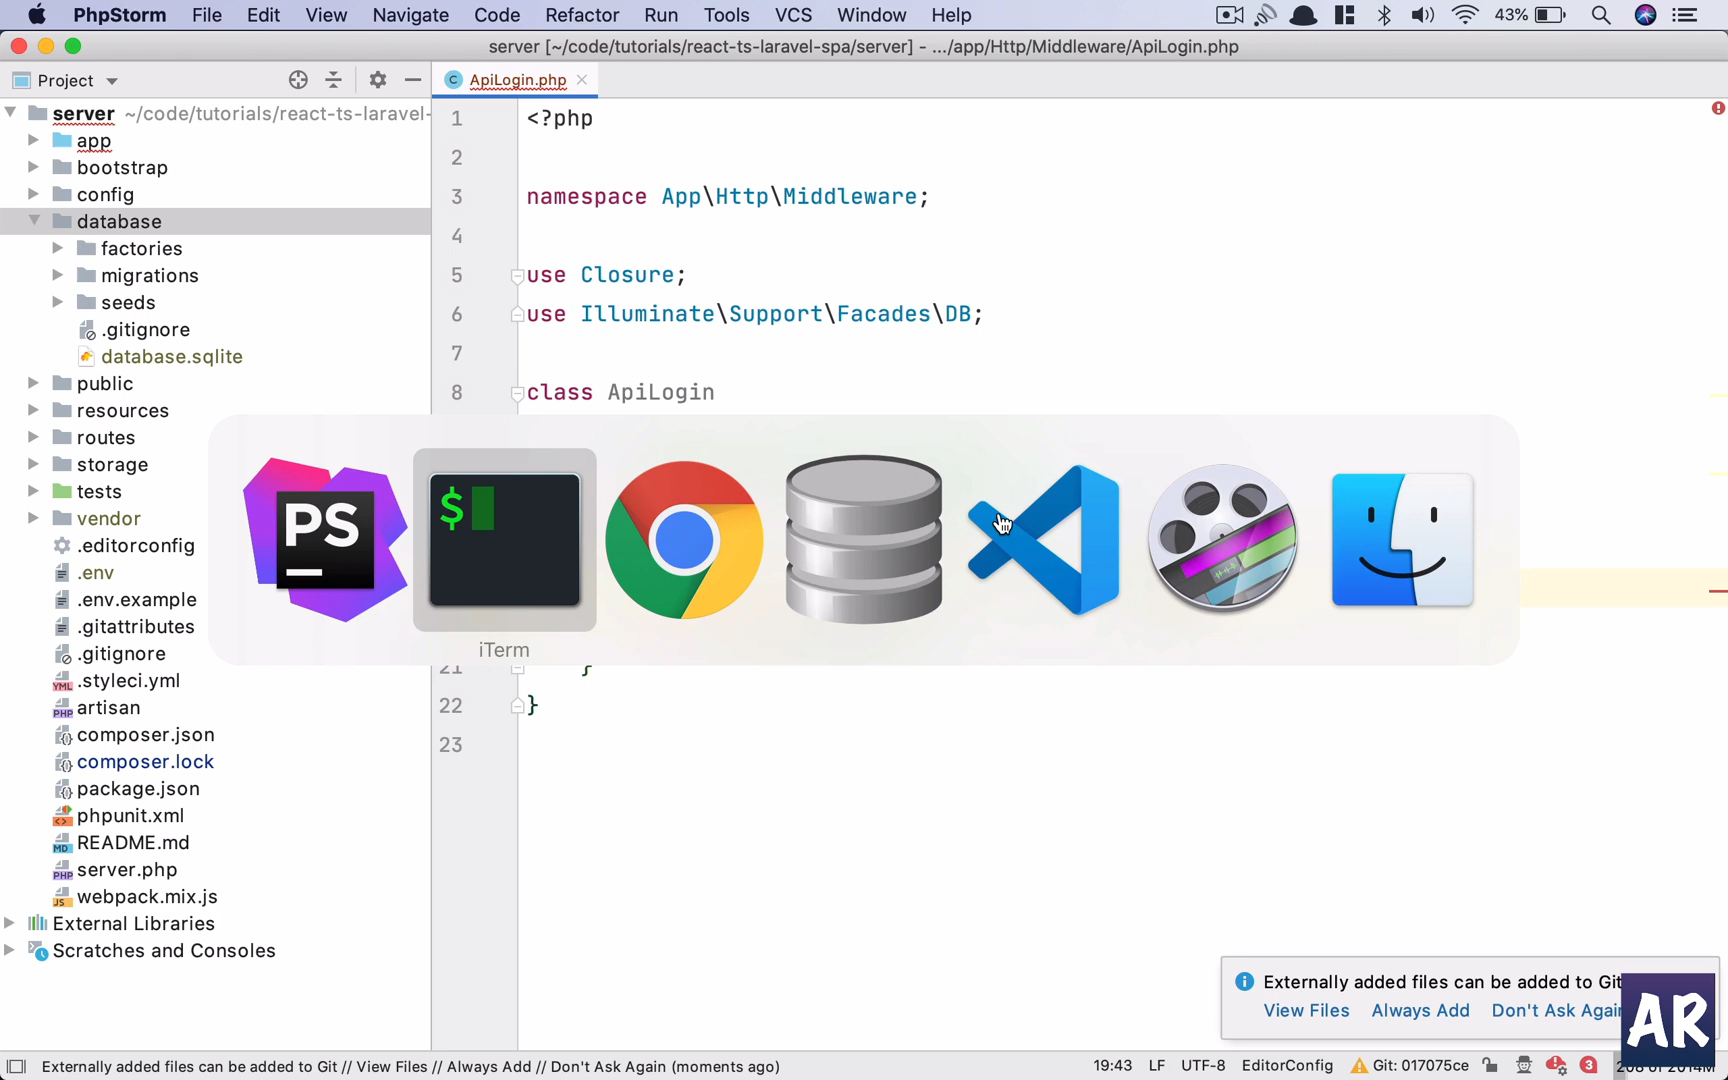 PhpStorm File Edit View Navigate Code Refactor Run Tools VCS Window Help 43%
server [~/code/tutorials/react-ts-laravel-spa/server] - .../app/Http/Middleware/ApiLogin.php
Project
ApiLogin.php
server ~/code/tutorials/react-ts-laravel-
app
bootstrap
config
database
factories
migrations
seeds
.gitignore
database.sqlite
public
resources
routes
storage
tests
vendor
.editorconfig
.env
.env.example
.gitattributes
.gitignore
.styleci.yml
artisan
composer.json
composer.lock
package.json
phpunit.xml
README.md
server.php
webpack.mix.js
External Libraries
Scratches and Consoles
1 <?php
2
3 namespace App\Http\Middleware;
4
5 use Closure;
6 use Illuminate\Support\Facades\DB;
7
8 class ApiLogin
PS
$
iTerm
21 }
22 }
23
Externally added files can be added to Git
View Files Always Add Don't Ask Again
AR
Externally added files can be added to Git // View Files // Always Add // Don't Ask Again (moments ago)
19:43 LF UTF-8 EditorConfig Git: 017075ce 3